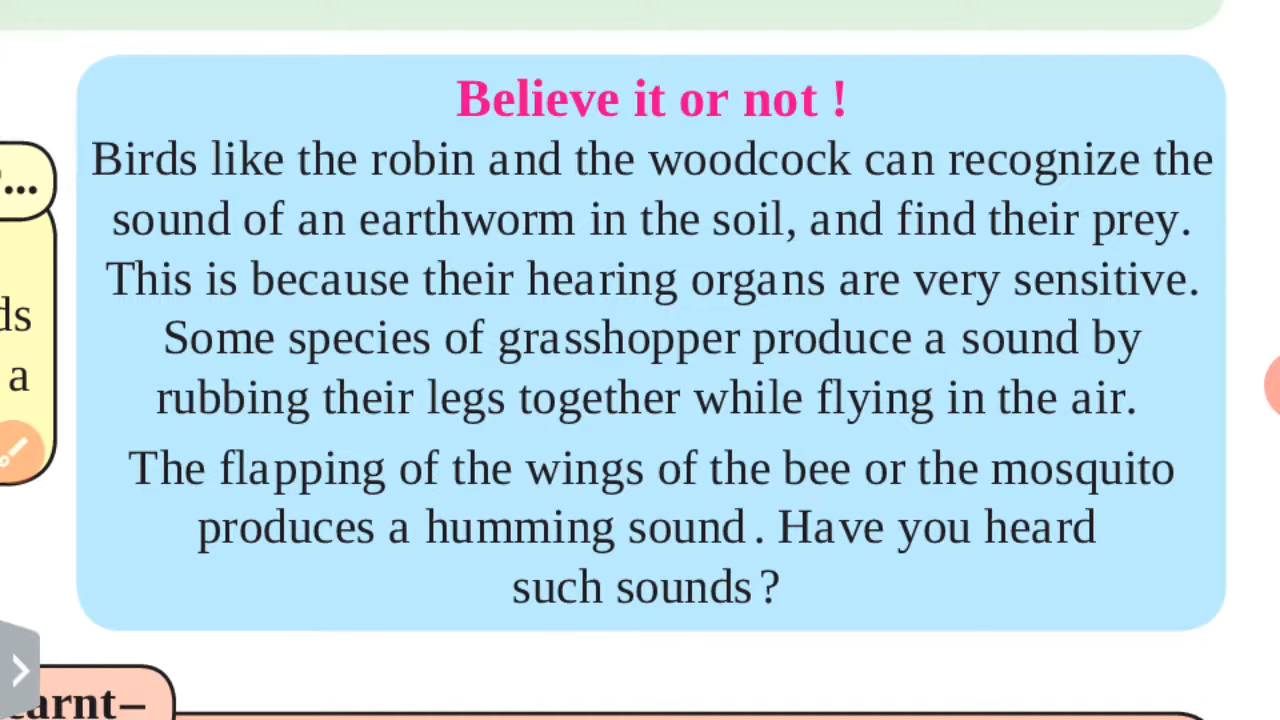 Believe it or not !
Birds like the robin and the woodcock can recognize the
sound of an earthworm in the soil, and find their prey.
This is because their hearing organs are very sensitive.
Some species of grasshopper produce a sound by
rubbing their legs together while flying in the air.
The flapping of the wings of the bee or the mosquito
produces a humming sound . Have you heard
such sounds ?
...
ds
a
arnt–